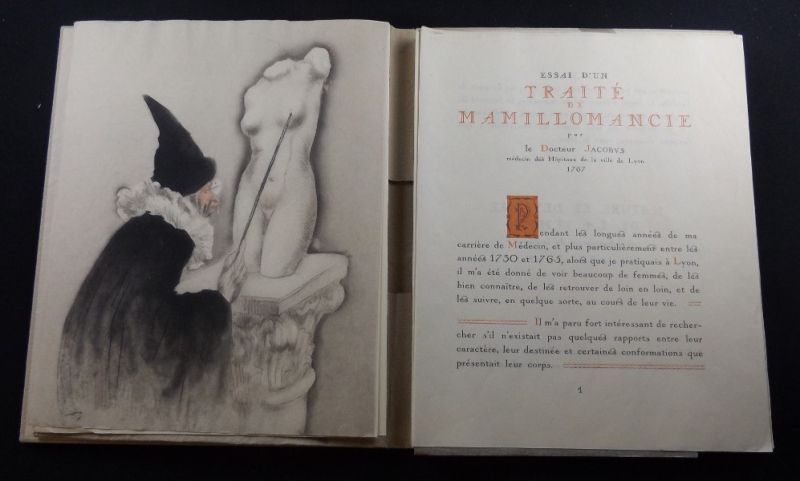 ESSAI D'UN
TRAITÉ
DE
MAMILLOMANCIE
par
le Docteur JACOBVS
médecin des Hôpitaux de la ville de Lyon
1767
Pendant les longues années de ma
carrière de Médecin, et plus particulièrement entre les
années 1730 et 1765, alors que je pratiquais à Lyon,
il m'a été donné de voir beaucoup de femmes, de les
bien connaître, de les retrouver de loin en loin, et de
les suivre, en quelque sorte, au cours de leur vie.
Il m'a paru fort intéressant de recher-
cher s'il n'existait pas quelques rapports entre leur
caractère, leur destinée et certaines conformations que
présentait leur corps.
1